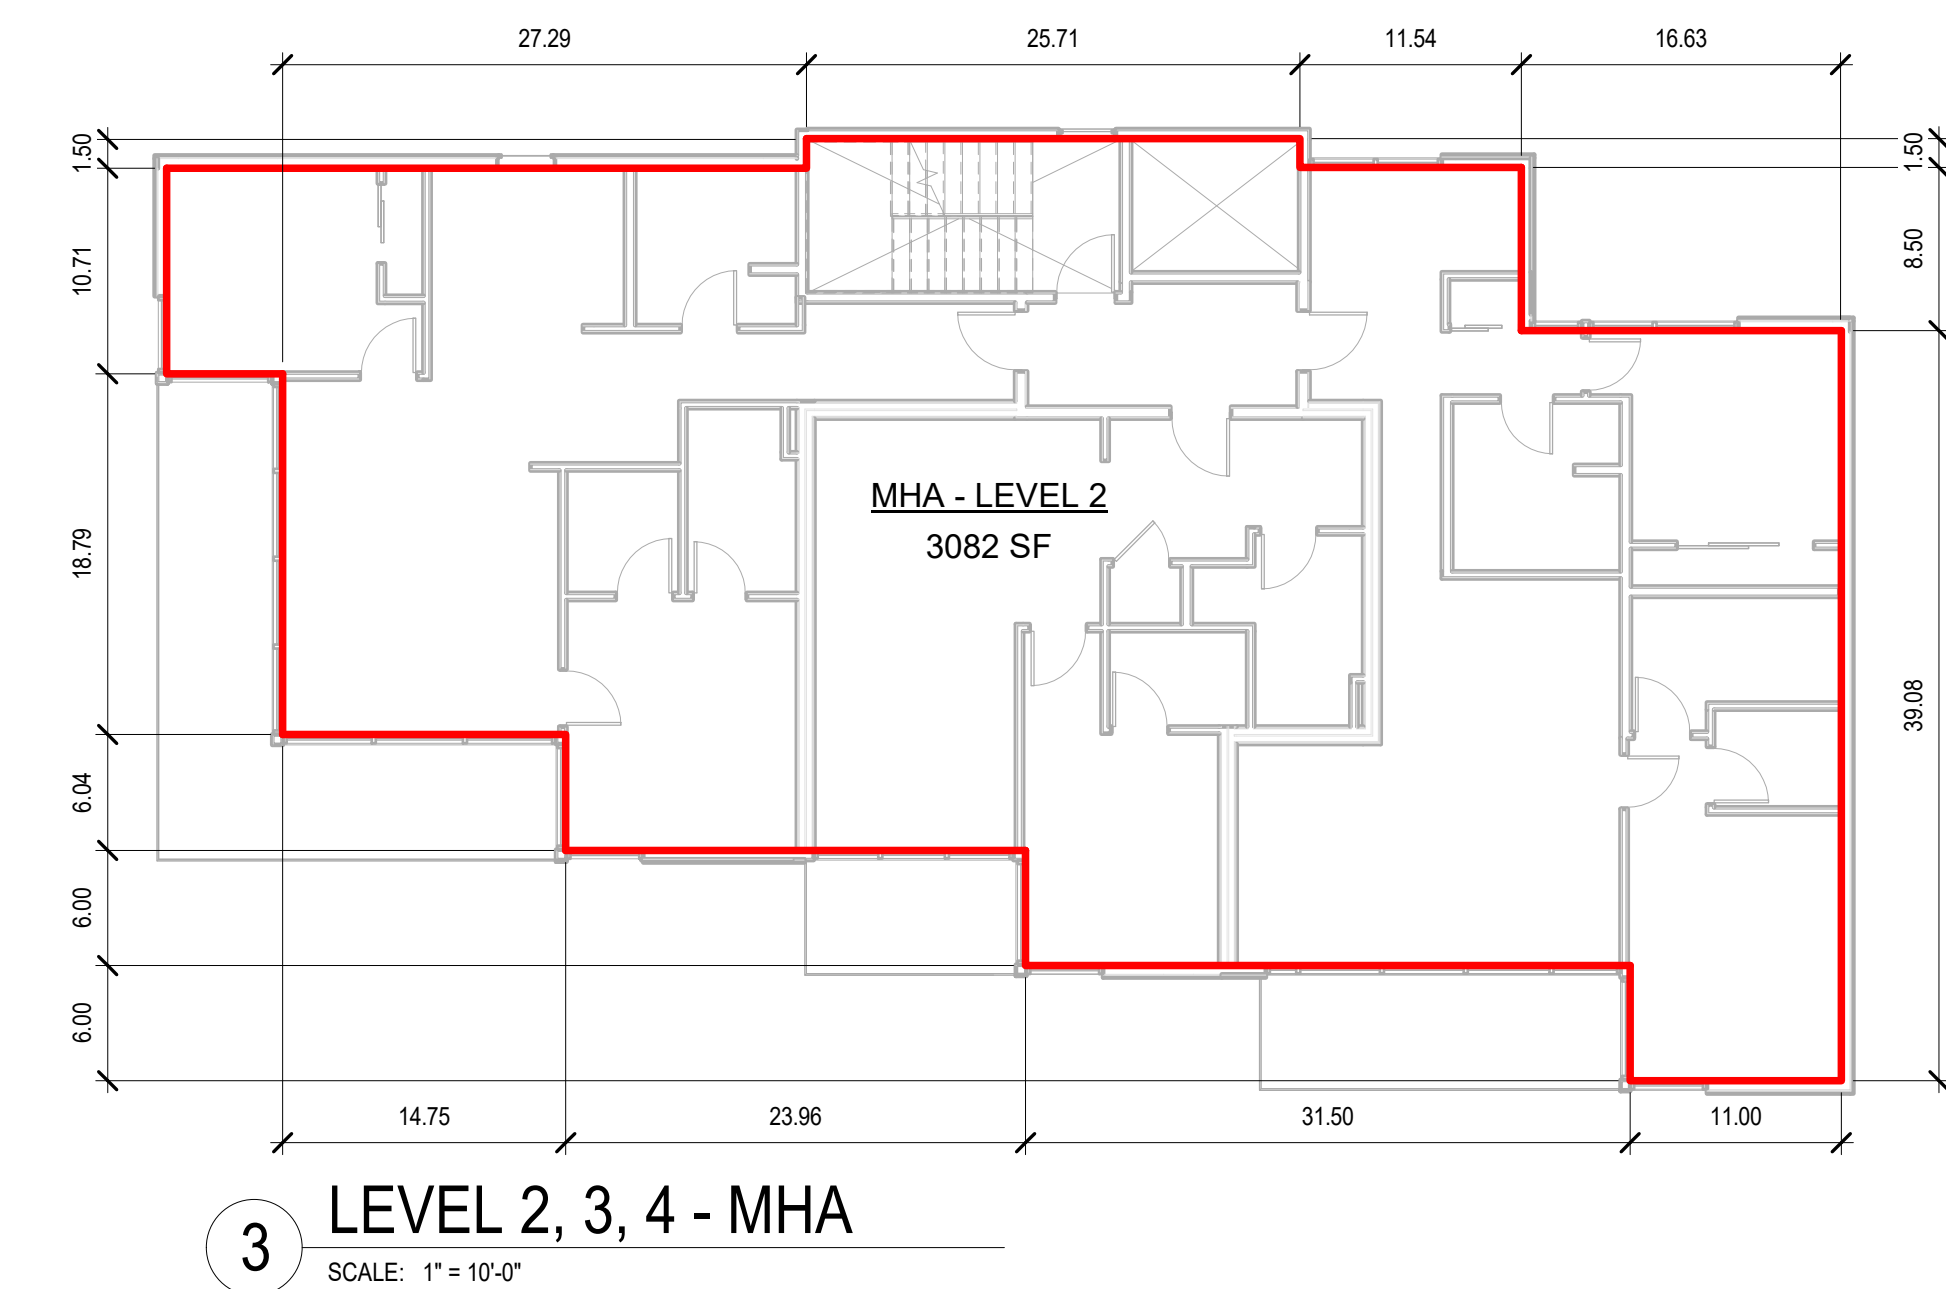 27.29 25.71 11.54 16.63
1.50
10.71
18.79
6.04
6.00
6.00
1.50
8.50
39.08
MHA - LEVEL 2
3082 SF
14.75 23.96 31.50 11.00
3 LEVEL 2, 3, 4 - MHA
SCALE: 1" = 10'-0"